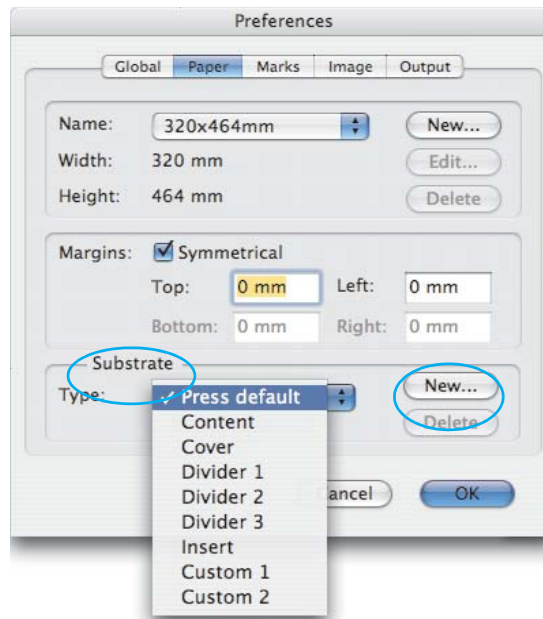 Preferences
Global Paper Marks Image Output
Name: 320x464mm New...
Width: 320 mm Edit...
Height: 464 mm Delete
Margins: Symmetrical
Top: 0 mm Left: 0 mm
Bottom: 0 mm Right: 0 mm
Substrate
Type: Press default New...
Content Delete
Cover
Divider 1
Divider 2 Cancel OK
Divider 3
Insert
Custom 1
Custom 2